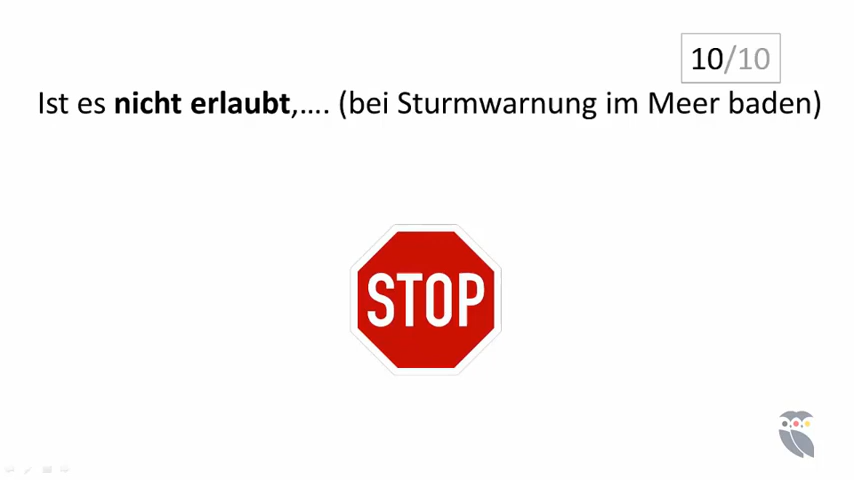 10/10
Ist es nicht erlaubt,.... (bei Sturmwarnung im Meer baden)
STOP